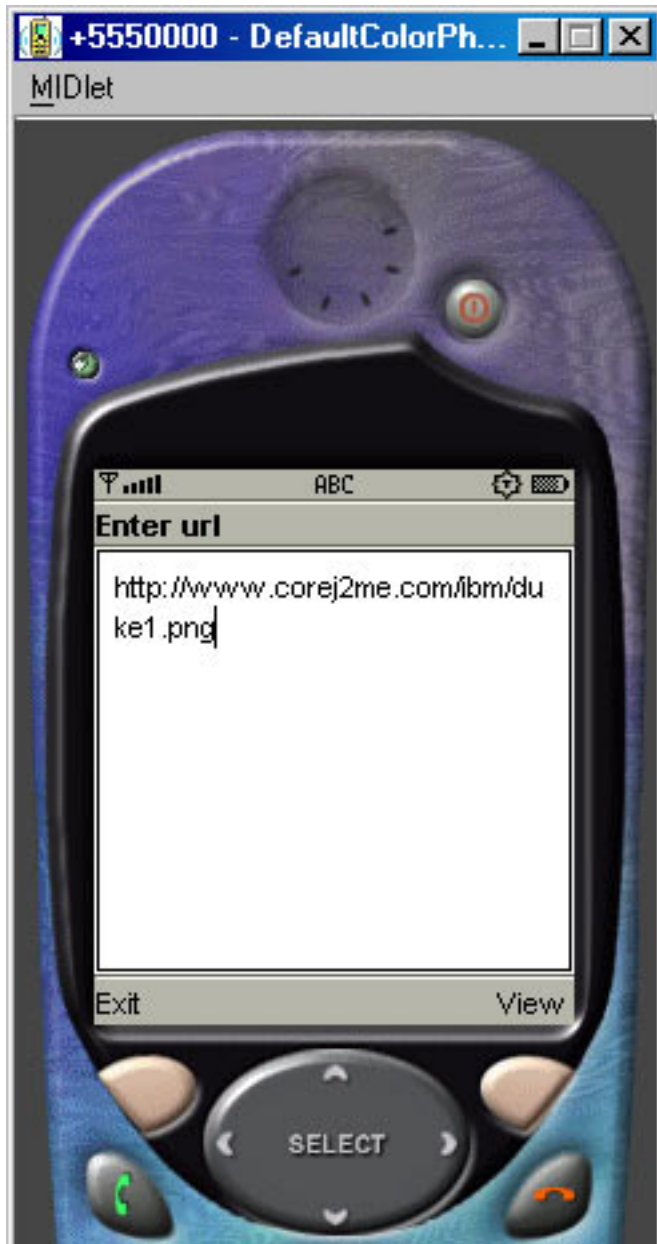 +5550000 - DefaultColorPh...
MIDlet
ABC
Enter url
http://www.corej2me.com/ibm/du
ke1.png
Exit
View
SELECT